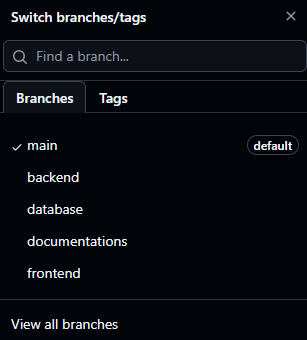 Switch branches/tags
Find a branch...
Branches Tags
main default
backend
database
documentations
frontend
View all branches